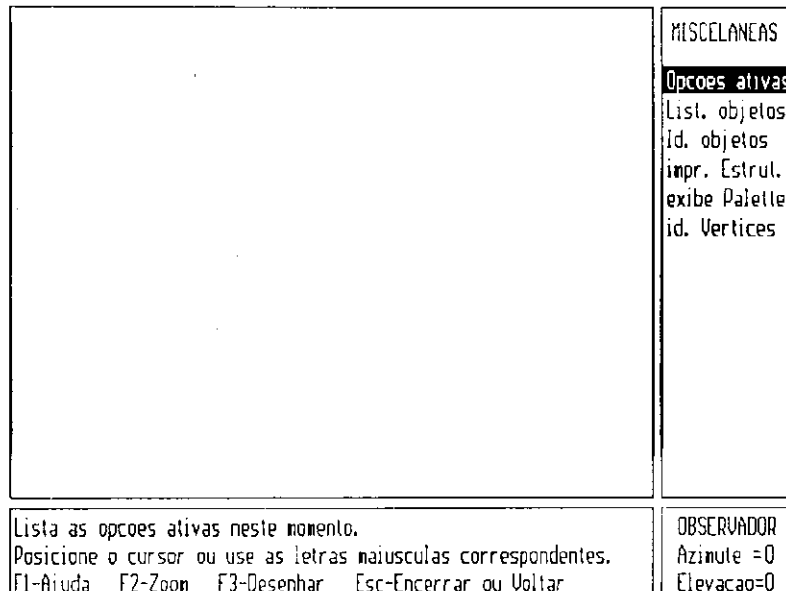 MISCELANEAS
Opcoes ativas
List. objetos
Id. objetos
impr. Estrut.
exibe Palette
id. Vertices
Lista as opcoes ativas neste momento.
Posicione o cursor ou use as letras maiusculas correspondentes.
F1-Ajuda F2-Zoom F3-Desenhar Esc-Encerrar ou Voltar
OBSERVADOR
Azimute =0
Elevacao=0